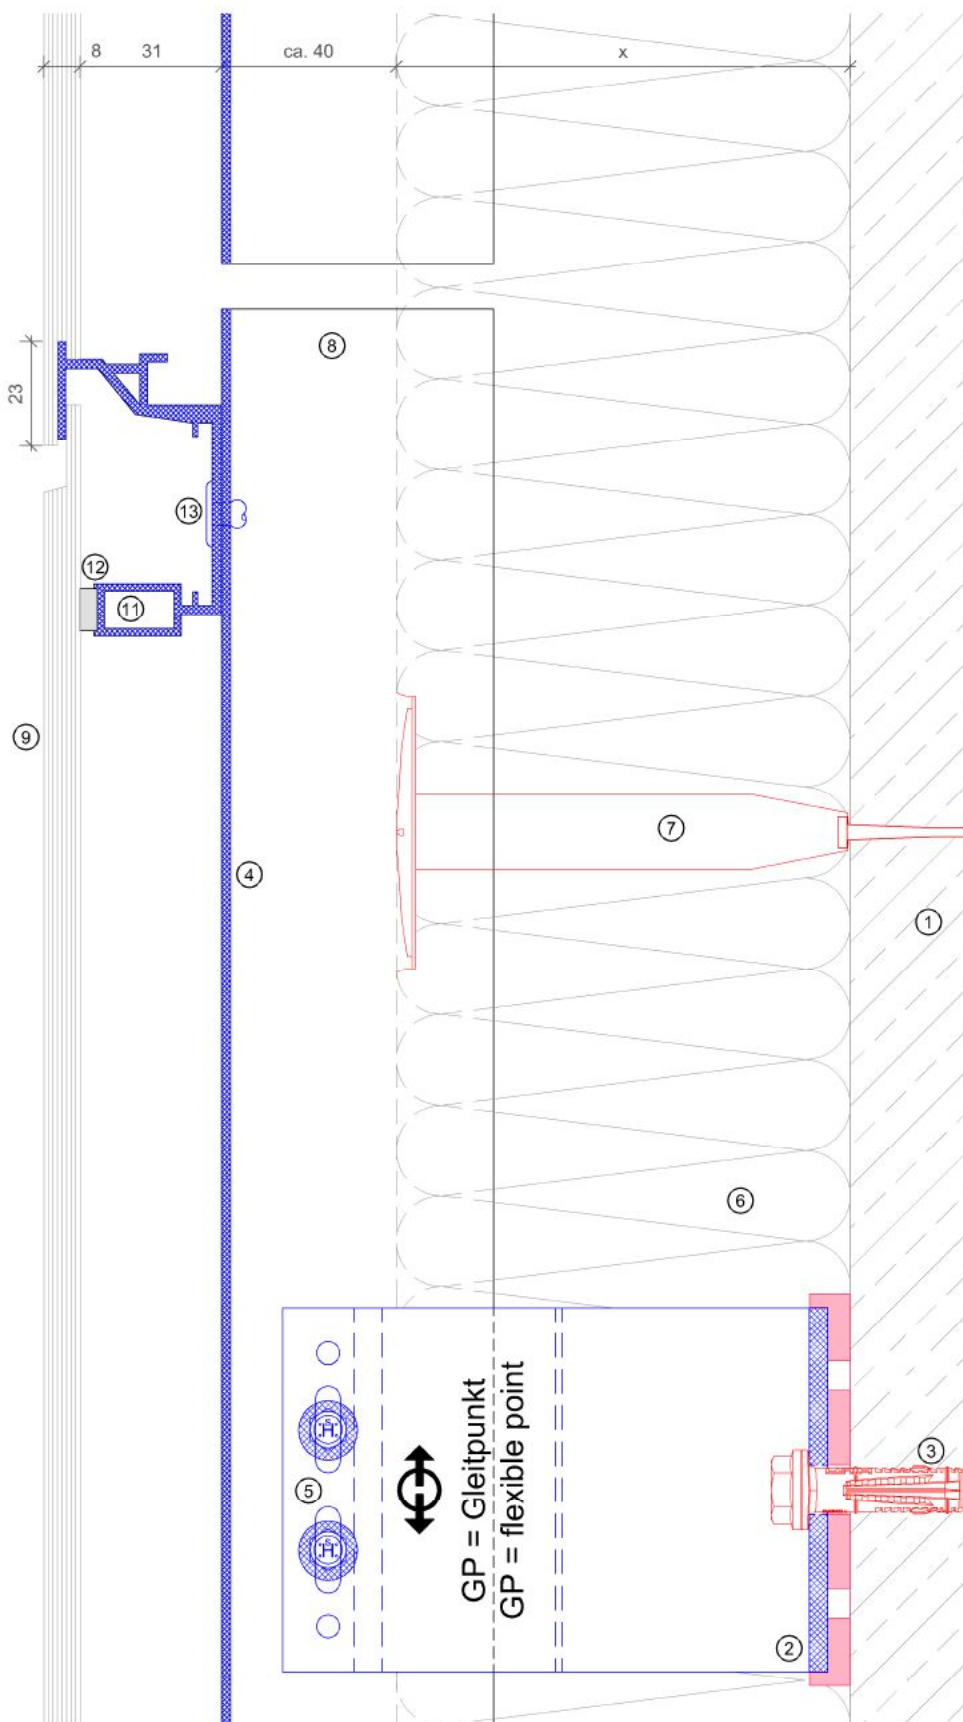 8 31 ca. 40 x
23
8
13
12
11
9
7
4
1
6
3
5
2
GP = Gleitpunkt
GP = flexible point
S
H
S
H